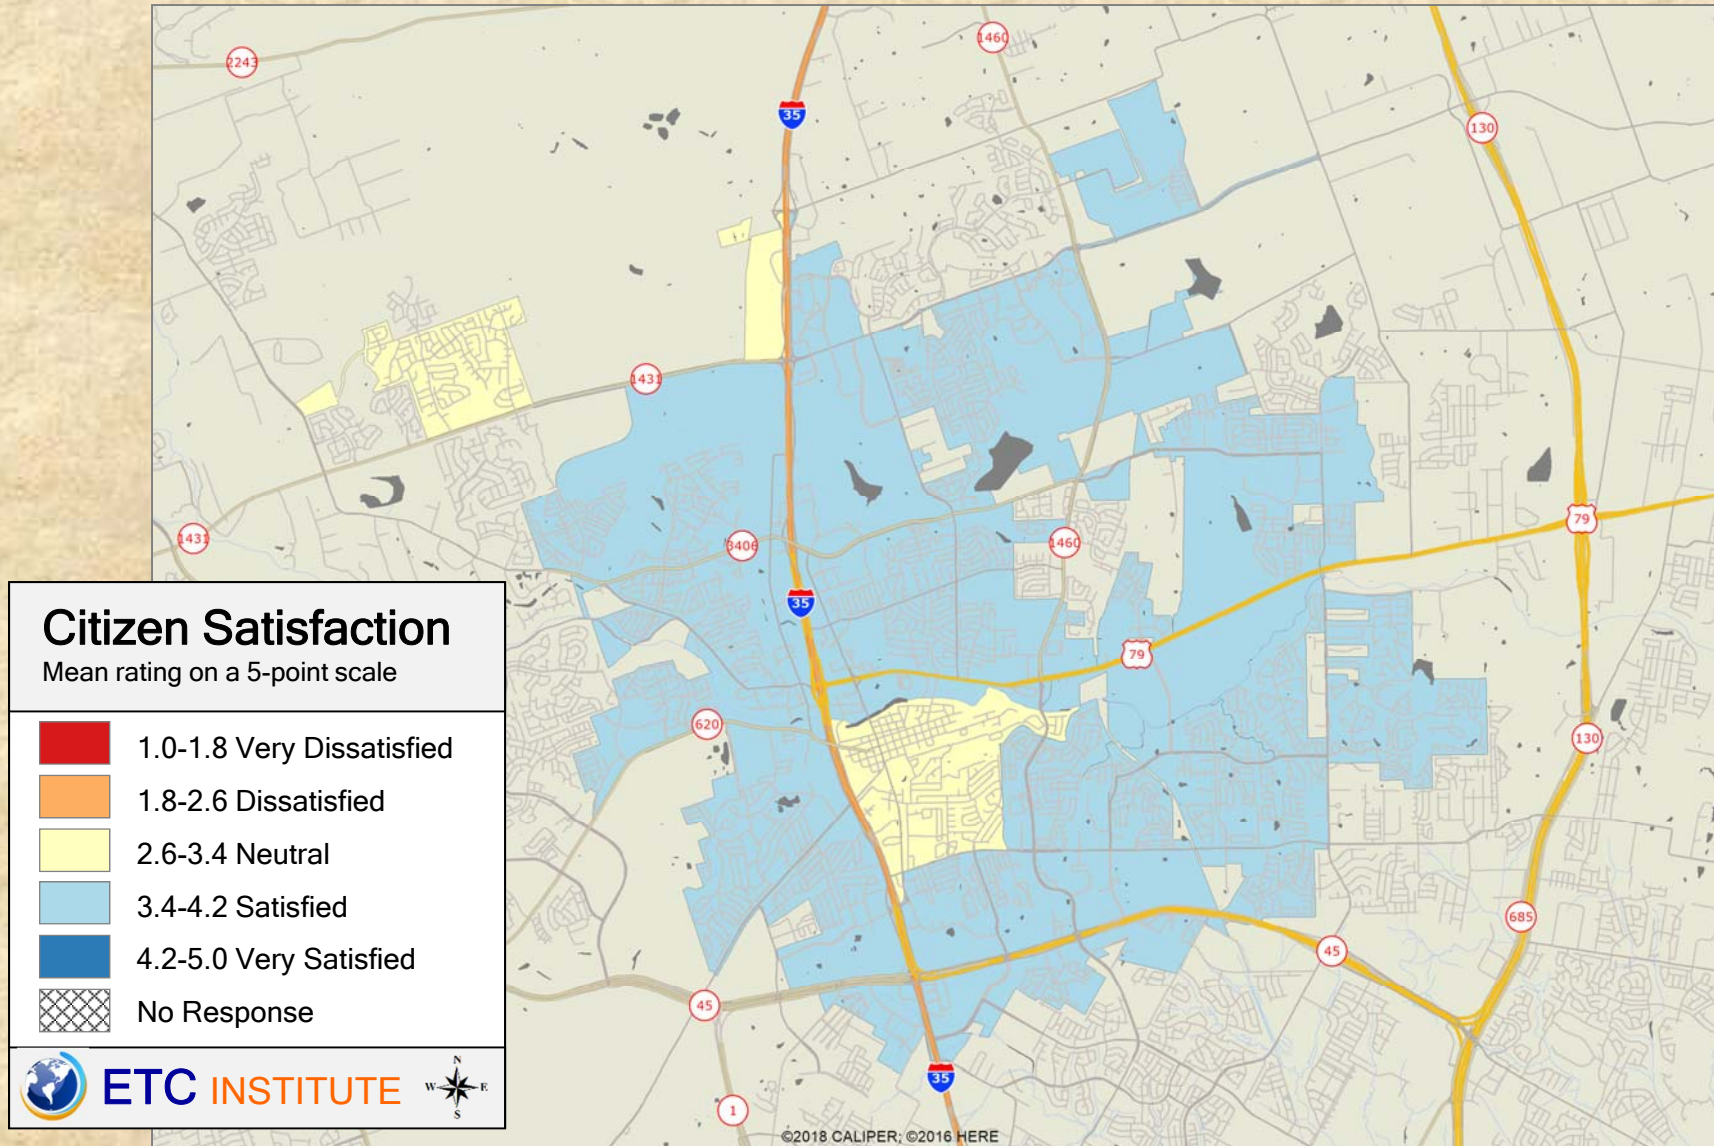 2243
1460
35
130
1431
1431
3406
1460
79
35
79
620
130
685
45
45
35
1
Citizen Satisfaction
Mean rating on a 5-point scale
1.0-1.8 Very Dissatisfied
1.8-2.6 Dissatisfied
2.6-3.4 Neutral
3.4-4.2 Satisfied
4.2-5.0 Very Satisfied
No Response
ETC INSTITUTE
N
W E
S
©2018 CALIPER; ©2016 HERE